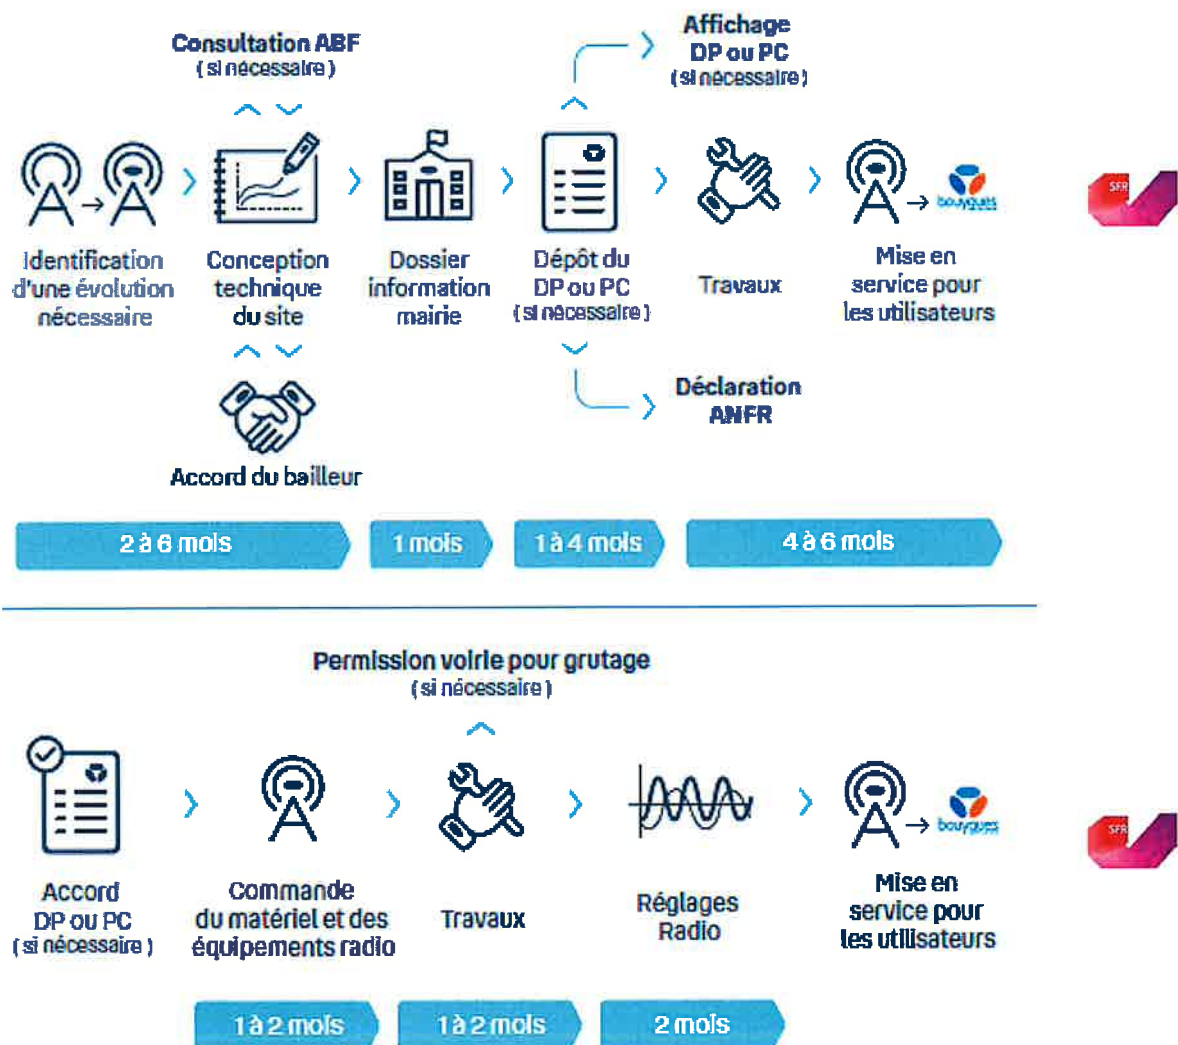 Consultation ABF
(si nécessaire)
Affichage
DP ou PC
(si nécessaire)
Identification
d'une évolution
nécessaire
Conception
technique
du site
Dossier
information
mairie
Dépôt du
DP ou PC
(si nécessaire)
Travaux
bouygues
Mise en
service pour
les utilisateurs
SFR
Accord du bailleur
Déclaration
ANFR
2 à 6 mois
1 mois
1 à 4 mois
4 à 6 mois
Permission voirie pour grutage
(si nécessaire)
Accord
DP ou PC
(si nécessaire)
Commande
du matériel et des
équipements radio
Travaux
Réglages
Radio
bouygues
Mise en
service pour
les utilisateurs
SFR
1 à 2 mois
1 à 2 mois
2 mois